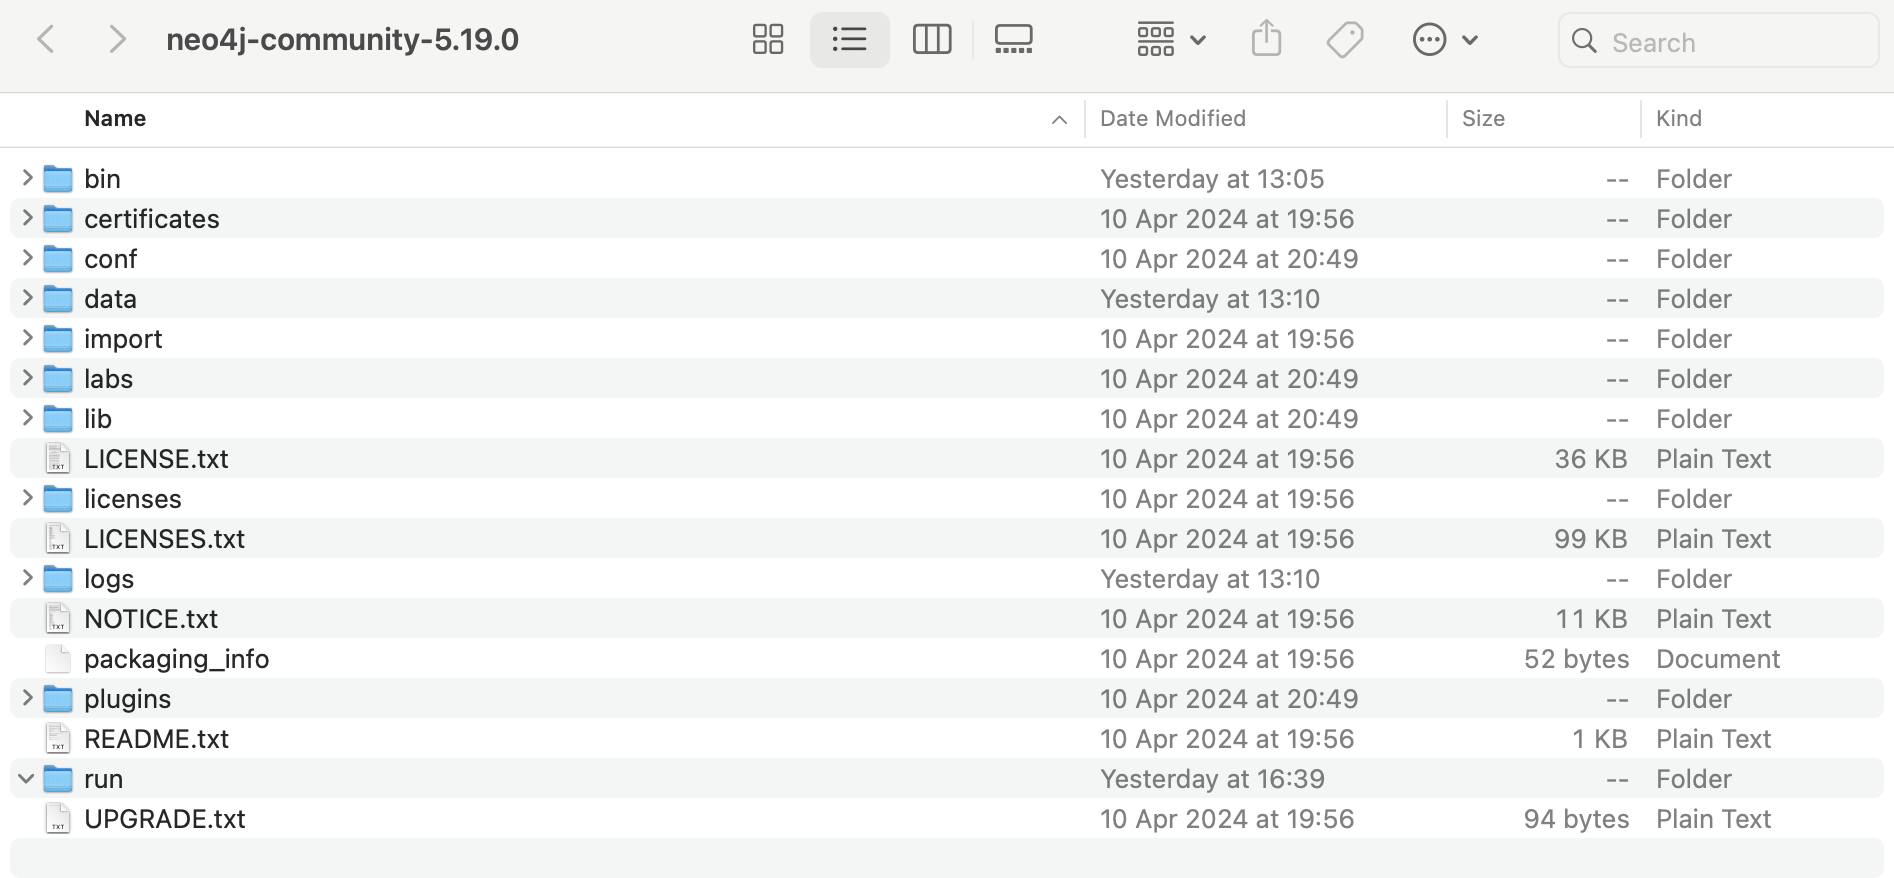 neo4j-community-5.19.0 Search
Name Date Modified Size Kind
bin Yesterday at 13:05 -- Folder
certificates 10 Apr 2024 at 19:56 -- Folder
conf 10 Apr 2024 at 20:49 -- Folder
data Yesterday at 13:10 -- Folder
import 10 Apr 2024 at 19:56 -- Folder
labs 10 Apr 2024 at 20:49 -- Folder
lib 10 Apr 2024 at 20:49 -- Folder
TXT LICENSE.txt 10 Apr 2024 at 19:56 36 KB Plain Text
licenses 10 Apr 2024 at 19:56 -- Folder
TXT LICENSES.txt 10 Apr 2024 at 19:56 99 KB Plain Text
logs Yesterday at 13:10 -- Folder
TXT NOTICE.txt 10 Apr 2024 at 19:56 11 KB Plain Text
packaging_info 10 Apr 2024 at 19:56 52 bytes Document
plugins 10 Apr 2024 at 20:49 -- Folder
TXT README.txt 10 Apr 2024 at 19:56 1 KB Plain Text
run Yesterday at 16:39 -- Folder
TXT UPGRADE.txt 10 Apr 2024 at 19:56 94 bytes Plain Text